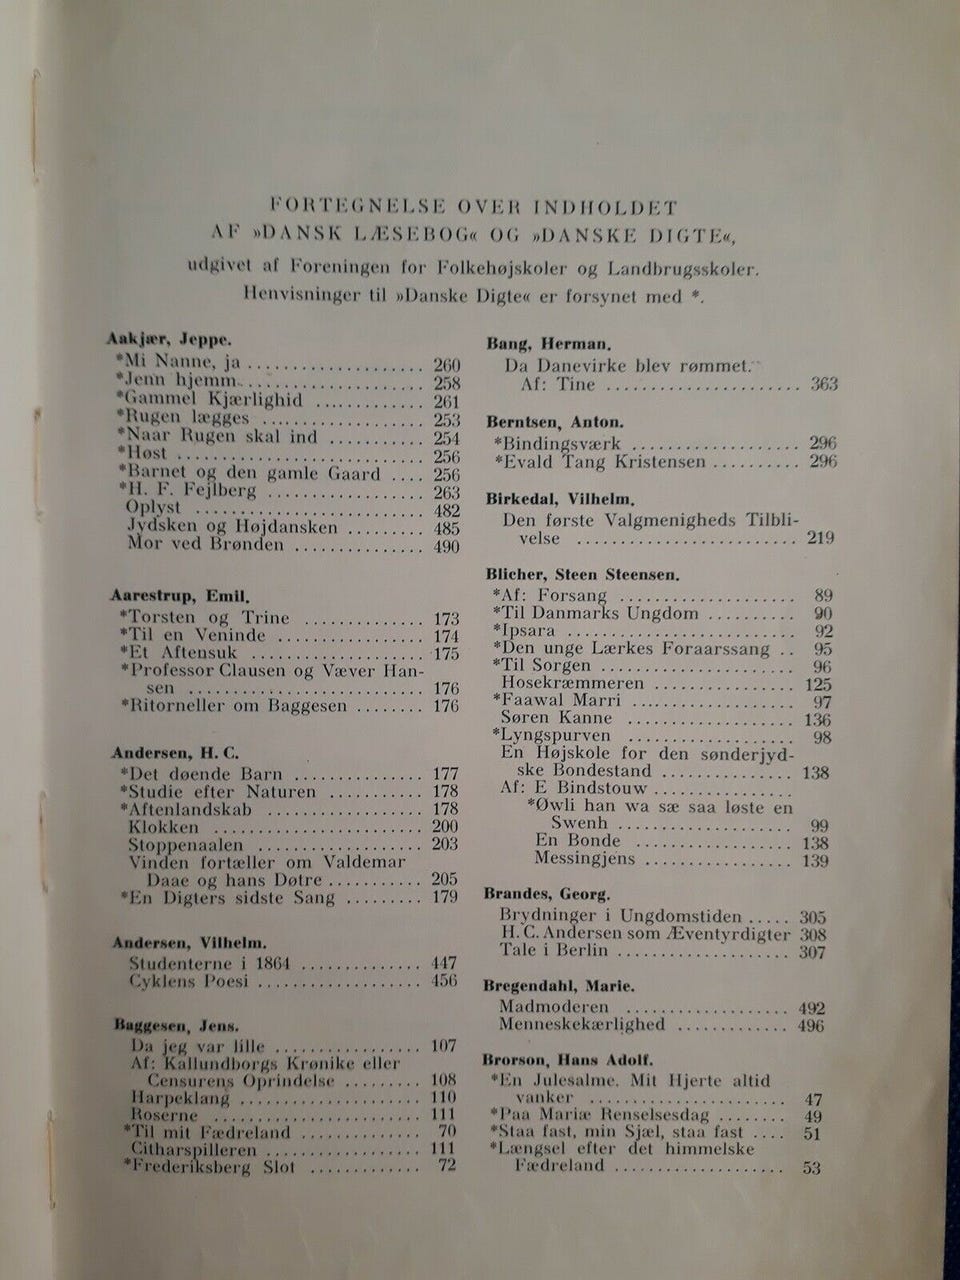 FORTEGNELSE OVER INDHOLDET
AF »DANSK LÆSEBOG« OG »DANSKE DIGTE«,
udgivet af Foreningen for Folkehøjskoler og Landbrugsskoler.
Henvisninger til »Danske Digte« er forsynet med *.
Aakjær, Jeppe.
*Mi Nanne, ja .................... 260
*Jenn hjemm .................... 258
*Gammel Kjærlighid ............ 261
*Rugen lægges .................. 253
*Naar Rugen skal ind .......... 254
*Høst ........................... 256
*Barnet og den gamle Gaard .... 256
*H. F. Fejlberg ................. 263
Oplyst ......................... 482
Jydsken og Højdansken ........ 485
Mor ved Brønden .............. 490
Aarestrup, Emil.
*Torsten og Trine ............. 173
*Til en Veninde ................ 174
*Et Aftensuk ................... 175
*Professor Clausen og Væver Han-
sen .......................... 176
*Ritorneller om Baggesen ........ 176
Andersen, H. C.
*Det døende Barn .............. 177
*Studie efter Naturen ........... 178
*Aftenlandskab ................. 178
Klokken ....................... 200
Stoppenaalen .................. 203
Vinden fortæller om Valdemar
Daae og hans Døtre ........... 205
*En Digters sidste Sang ......... 179
Andersen, Vilhelm.
Studenterne i 1864 ............. 447
Cyklens Poesi .................. 456
Baggesen, Jens.
Da jeg var lille ................ 107
Af: Kallundborgs Krønike eller
Censurens Oprindelse ......... 108
Harpeklang .................... 110
Roserne ....................... 111
*Til mit Fædreland ............. 70
Citharspilleren ................. 111
*Frederiksberg Slot ............ 72
Bang, Herman.
Da Danevirke blev rømmet.
Af: Tine ...................... 363
Berntsen, Anton.
*Bindingsværk .................. 296
*Evald Tang Kristensen .......... 296
Birkedal, Vilhelm.
Den første Valgmenigheds Tilbli-
velse ......................... 219
Blicher, Steen Steensen.
*Af: Forsang .................... 89
*Til Danmarks Ungdom .......... 90
*Ipsara ......................... 92
*Den unge Lærkes Foraarssang .. 95
*Til Sorgen ..................... 96
Hosekræmmeren ................ 125
*Faawal Marri .................. 97
Søren Kanne .................. 136
*Lyngspurven .................. 98
En Højskole for den sønderjyd-
ske Bondestand ............... 138
Af: E Bindstouw ................
*Øwli han wa sæ saa løste en
Swenh .................... 99
En Bonde .................. 138
Messingjens ................. 139
Brandes, Georg.
Brydninger i Ungdomstiden ..... 305
H. C. Andersen som Æventyrdigter 308
Tale i Berlin .................... 307
Bregendahl, Marie.
Madmoderen .................. 492
Menneskekærlighed ............ 496
Brorson, Hans Adolf.
*En Julesalme. Mit Hjerte altid
vanker ....................... 47
*Paa Mariæ Renselsesdag ........ 49
*Staa fast, min Sjæl, staa fast .... 51
*Længsel efter det himmelske
Fædreland .................... 53